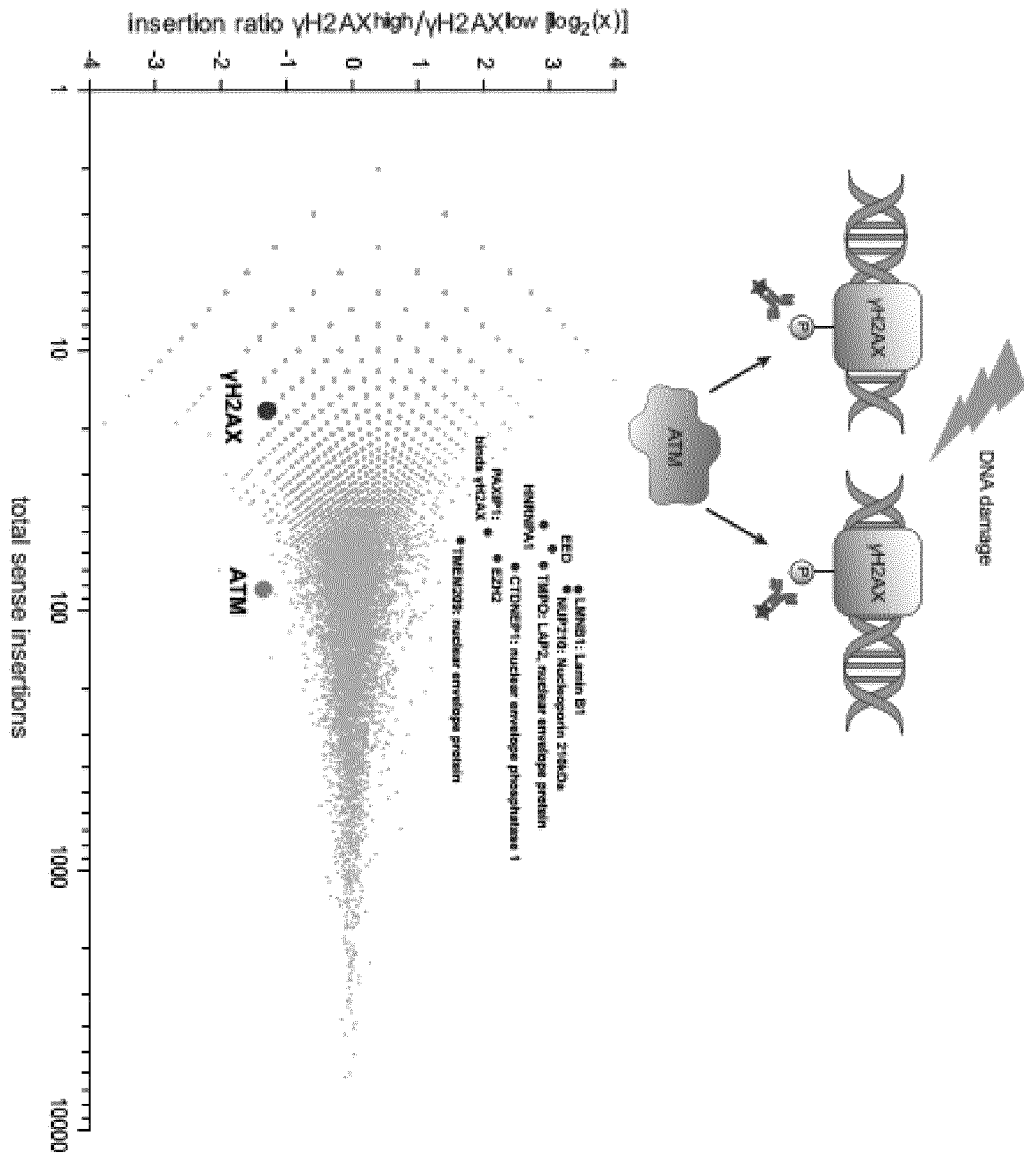 DNA damage
γH2AX
γH2AX
P
P
ATM
LMNB1: Lamin B1
NUP210: Nucleoporin 210kDa
EED
TMPO: LAP2, nuclear envelope protein
HNRNPA1
CTDNEP1: nuclear envelope phosphatase 1
EZH2
PAXIP1:
binds γH2AX
TMEM209: nuclear envelope protein
γH2AX
ATM
insertion ratio γH2AXhigh/γH2AXlow [log2(x)]
4
3
2
1
0
-1
-2
-3
-4
1
10
100
1000
10000
total sense insertions